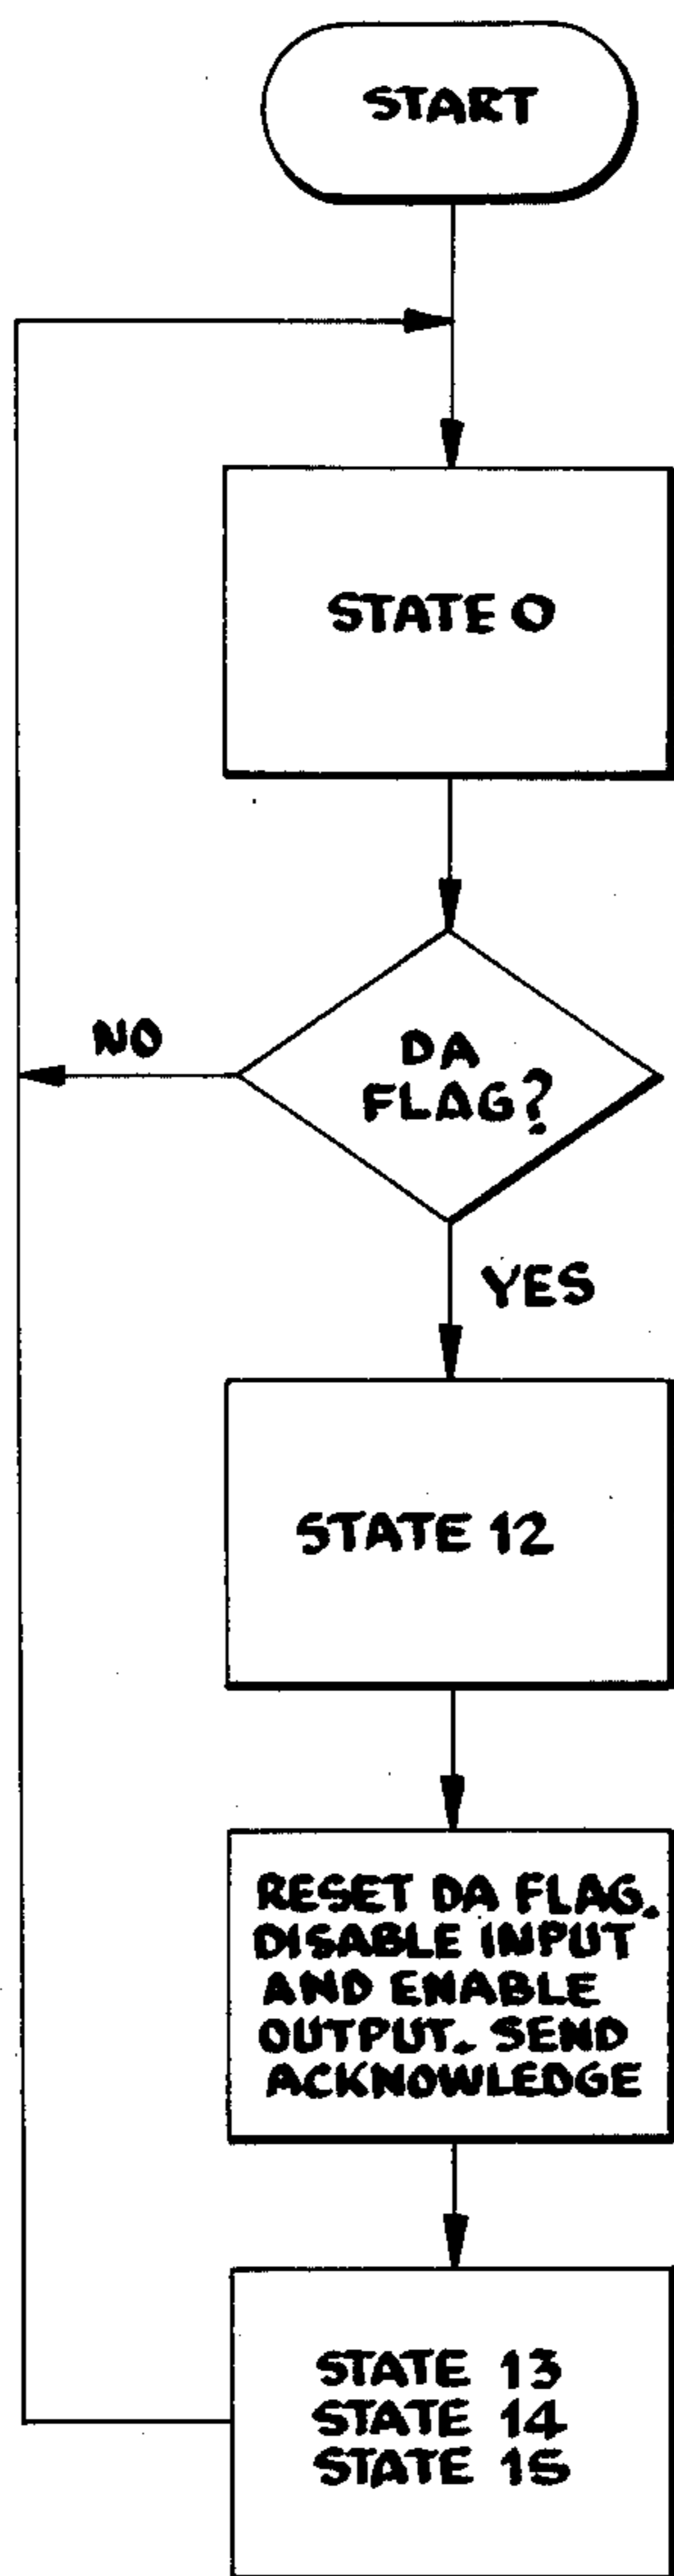 START
STATE 0
NO
DA
FLAG?
YES
STATE 12
RESET DA FLAG.
DISABLE INPUT
AND ENABLE
OUTPUT. SEND
ACKNOWLEDGE
STATE 13
STATE 14
STATE 15